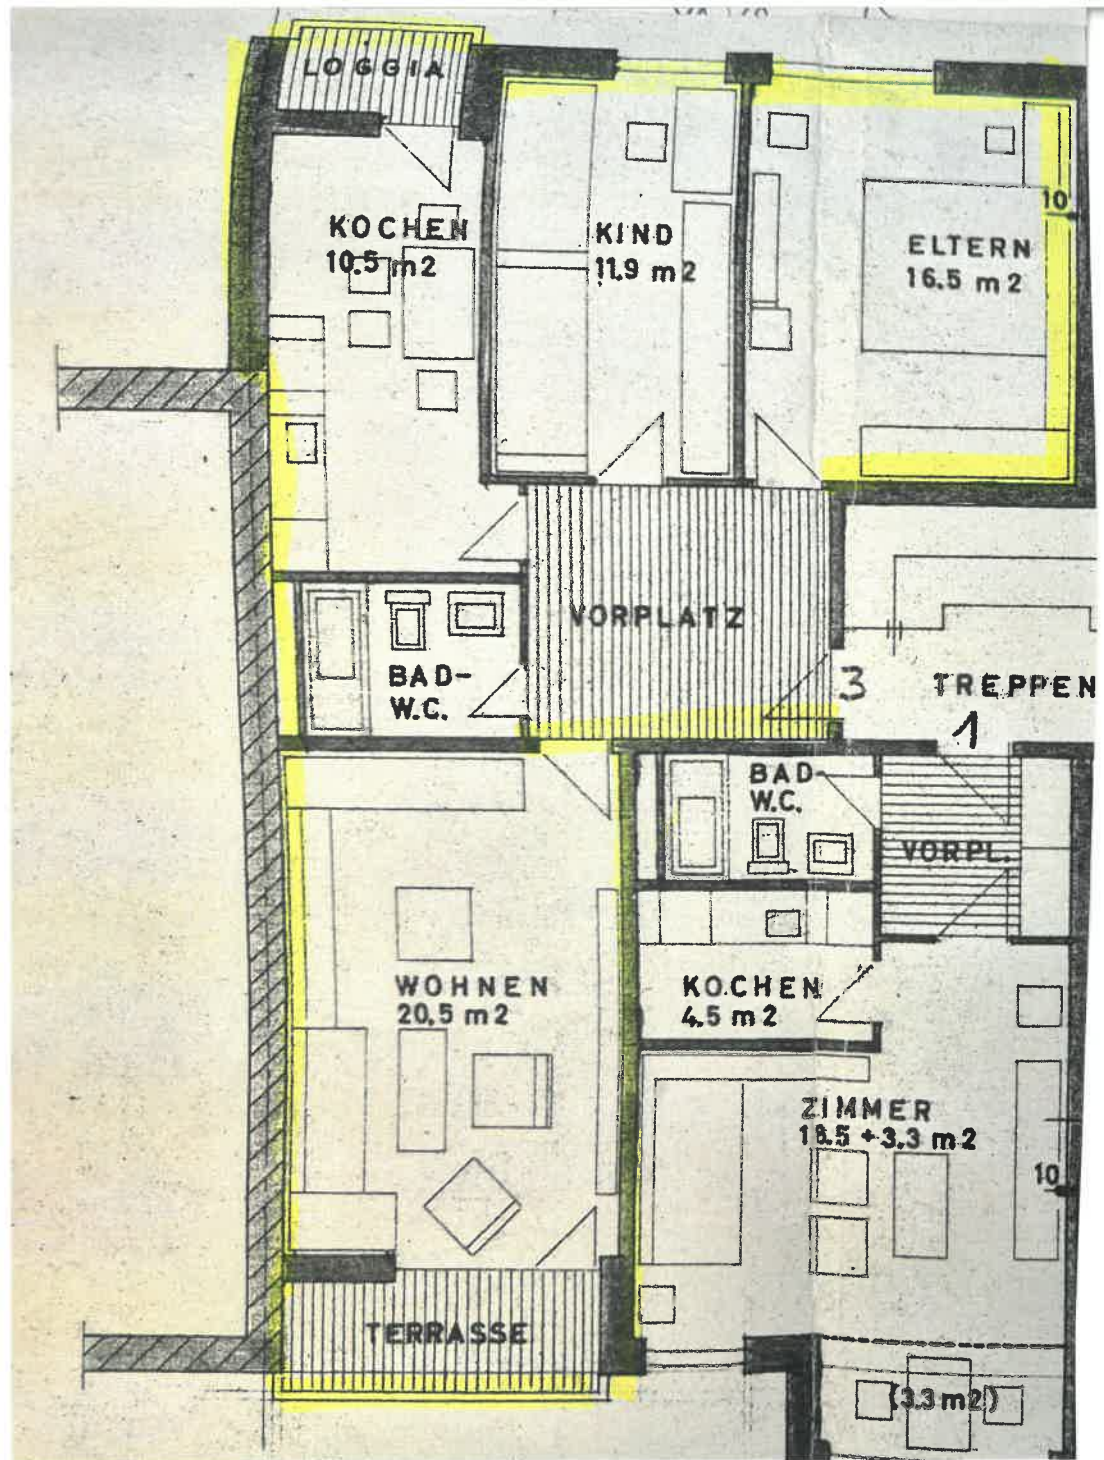 LOGGIA
KOCHEN
10.5 m2
KIND
11.9 m2
ELTERN
16.5 m2
10
VORPLATZ
BAD-
W.C.
3
TREPPEN
1
BAD-
W.C.
VORPL.
WOHNEN
20,5 m2
KOCHEN
4.5 m2
ZIMMER
18.5 + 3.3 m2
10
TERRASSE
(3.3 m2)